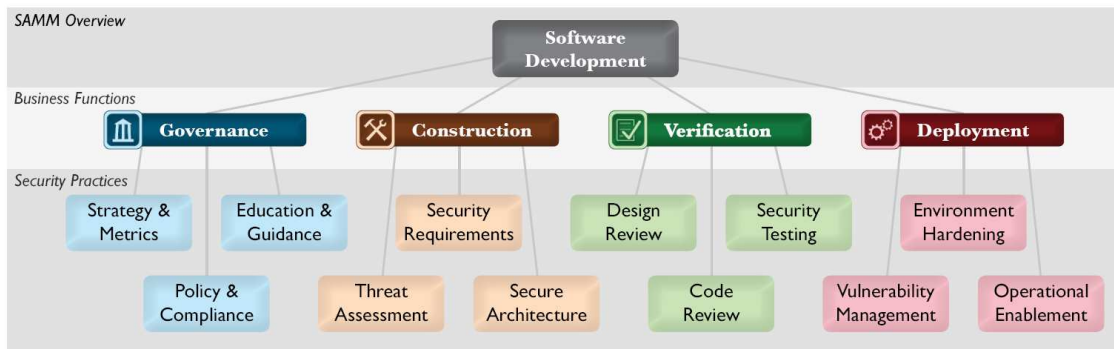 SAMM Overview
Software
Development
Business Functions
Governance
Construction
Verification
Deployment
Security Practices
Strategy &
Metrics
Education &
Guidance
Security
Requirements
Design
Review
Security
Testing
Environment
Hardening
Policy &
Compliance
Threat
Assessment
Secure
Architecture
Code
Review
Vulnerability
Management
Operational
Enablement